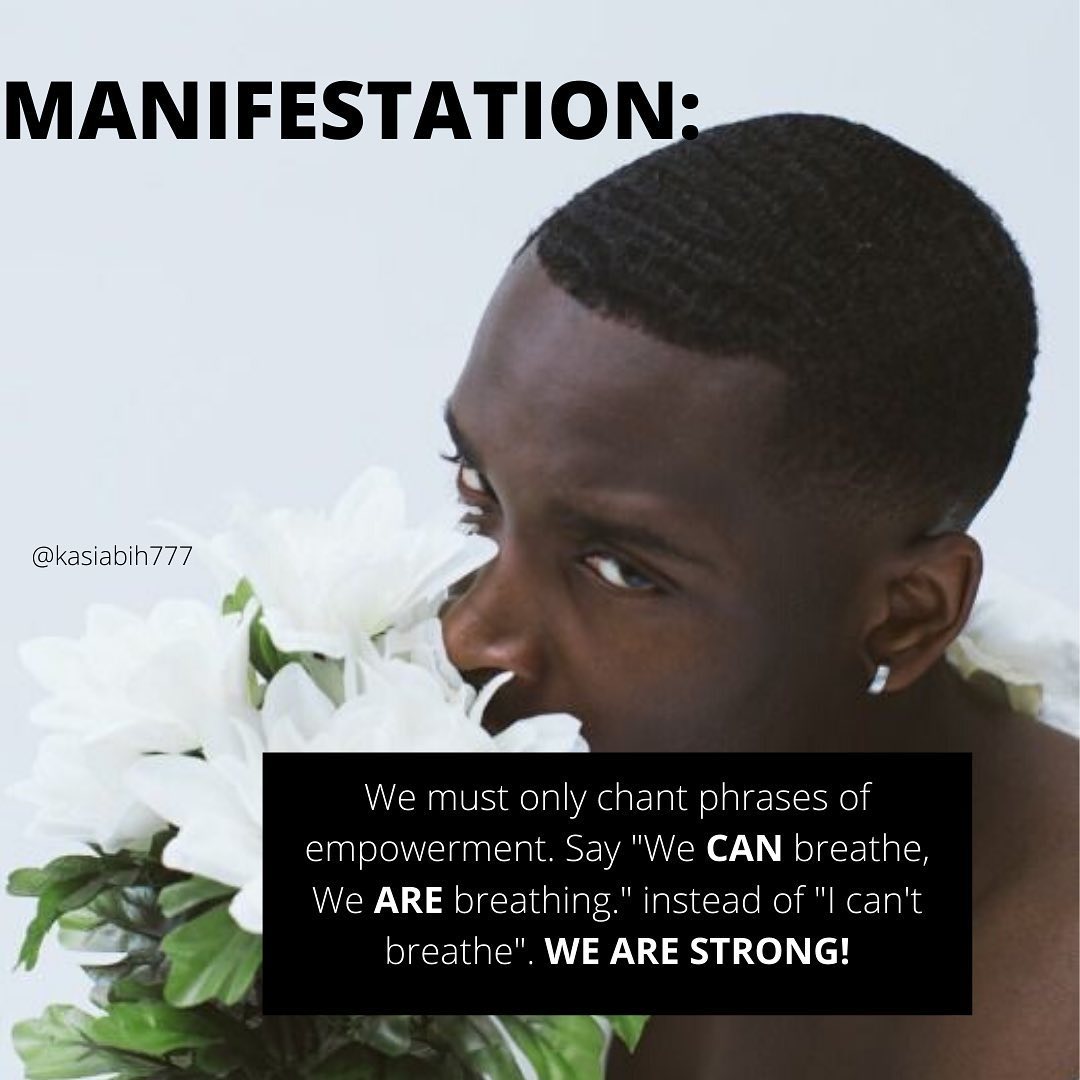 MANIFESTATION:
@kasiabih777
We must only chant phrases of
empowerment. Say "We CAN breathe,
We ARE breathing." instead of "I can't
breathe". WE ARE STRONG!